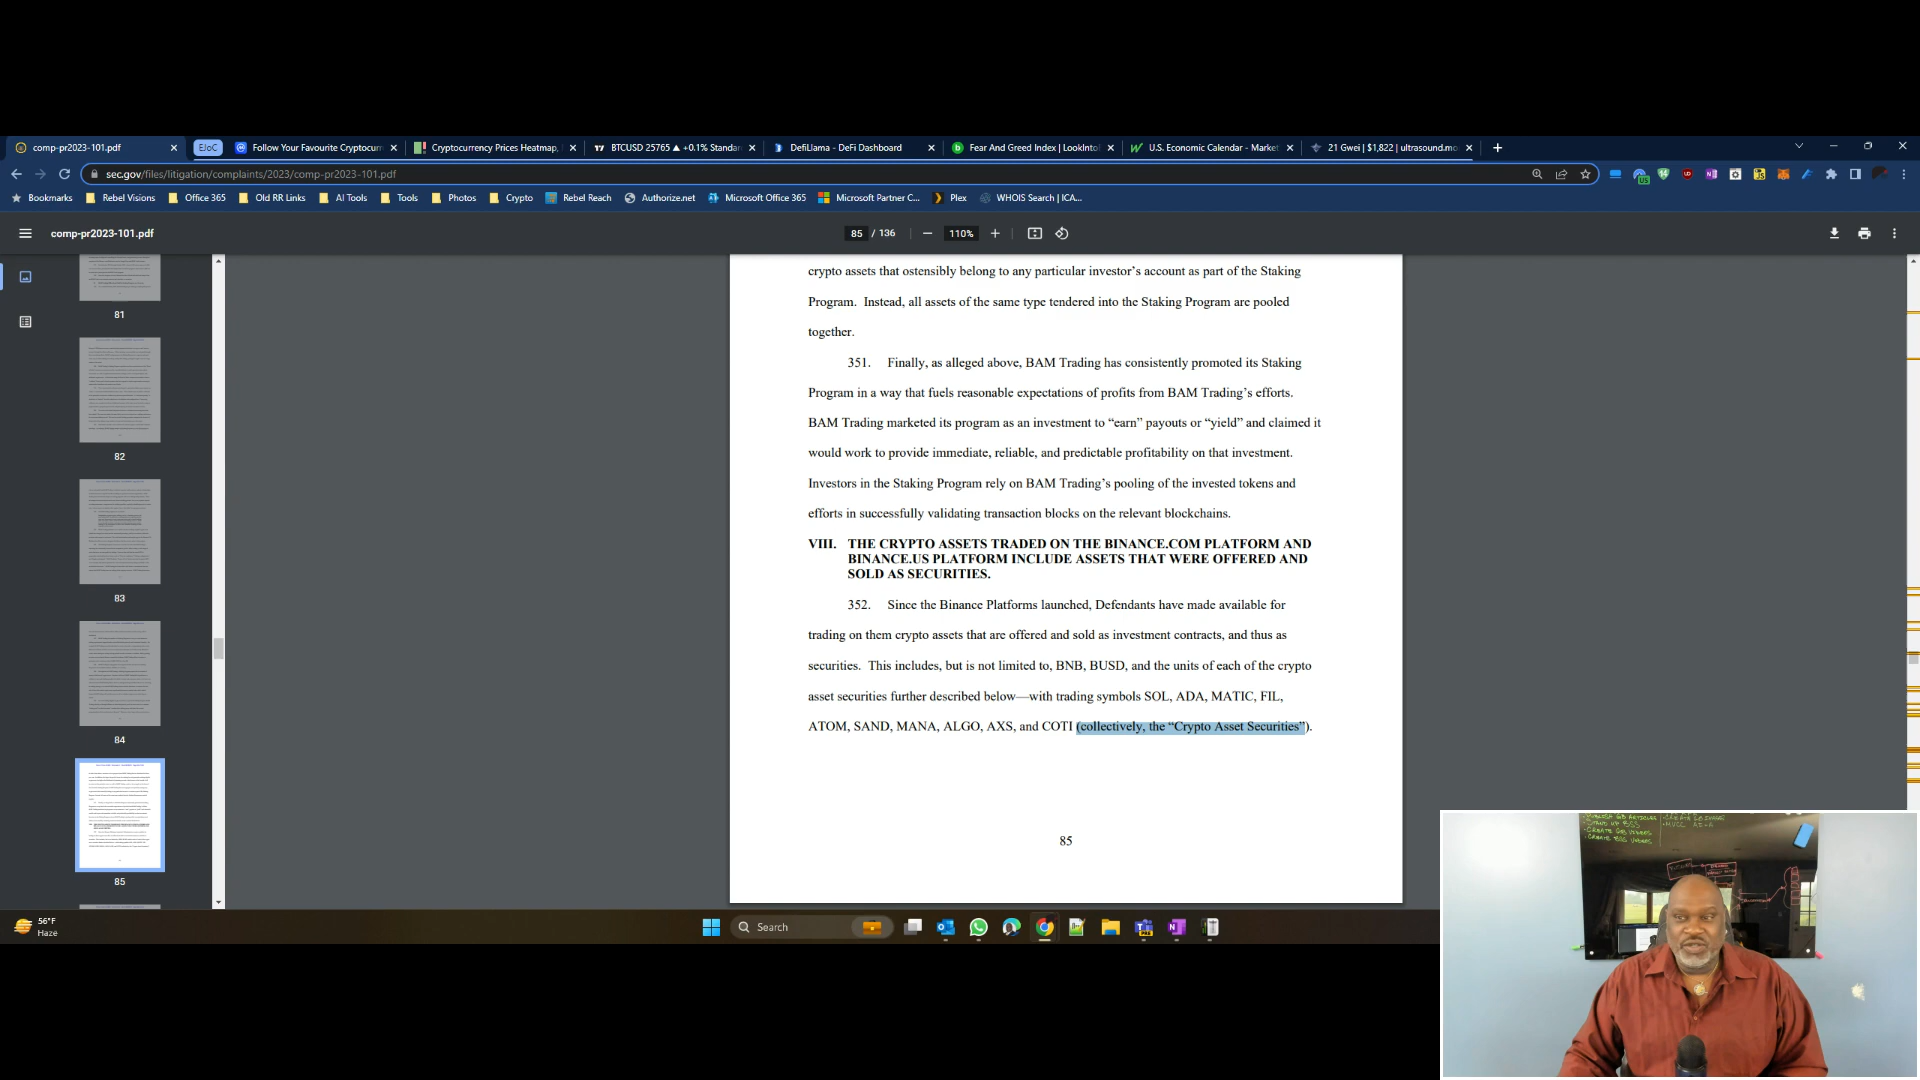 comp-pr2023-101.pdf
EJoC
Follow Your Favourite Cryptocurr
Cryptocurrency Prices Heatmap,
BTCUSD 25765 ▲ +0.1% Standar
DefiLlama - DeFi Dashboard
Fear And Greed Index | LookIntoB
U.S. Economic Calendar - Market
21 Gwei | $1,822 | ultrasound.mo
sec.gov/files/litigation/complaints/2023/comp-pr2023-101.pdf
Bookmarks
Rebel Visions
Office 365
Old RR Links
AI Tools
Tools
Photos
Crypto
Rebel Reach
Authorize.net
Microsoft Office 365
Microsoft Partner C...
Plex
WHOIS Search | ICA...
comp-pr2023-101.pdf
85 / 136
110%
81
82
83
84
85
crypto assets that ostensibly belong to any particular investor’s account as part of the Staking
Program. Instead, all assets of the same type tendered into the Staking Program are pooled
together.
351. Finally, as alleged above, BAM Trading has consistently promoted its Staking
Program in a way that fuels reasonable expectations of profits from BAM Trading’s efforts.
BAM Trading marketed its program as an investment to “earn” payouts or “yield” and claimed it
would work to provide immediate, reliable, and predictable profitability on that investment.
Investors in the Staking Program rely on BAM Trading’s pooling of the invested tokens and
efforts in successfully validating transaction blocks on the relevant blockchains.
VIII. THE CRYPTO ASSETS TRADED ON THE BINANCE.COM PLATFORM AND
BINANCE.US PLATFORM INCLUDE ASSETS THAT WERE OFFERED AND
SOLD AS SECURITIES.
352. Since the Binance Platforms launched, Defendants have made available for
trading on them crypto assets that are offered and sold as investment contracts, and thus as
securities. This includes, but is not limited to, BNB, BUSD, and the units of each of the crypto
asset securities further described below—with trading symbols SOL, ADA, MATIC, FIL,
ATOM, SAND, MANA, ALGO, AXS, and COTI (collectively, the “Crypto Asset Securities”).
85
56°F
Haze
Search